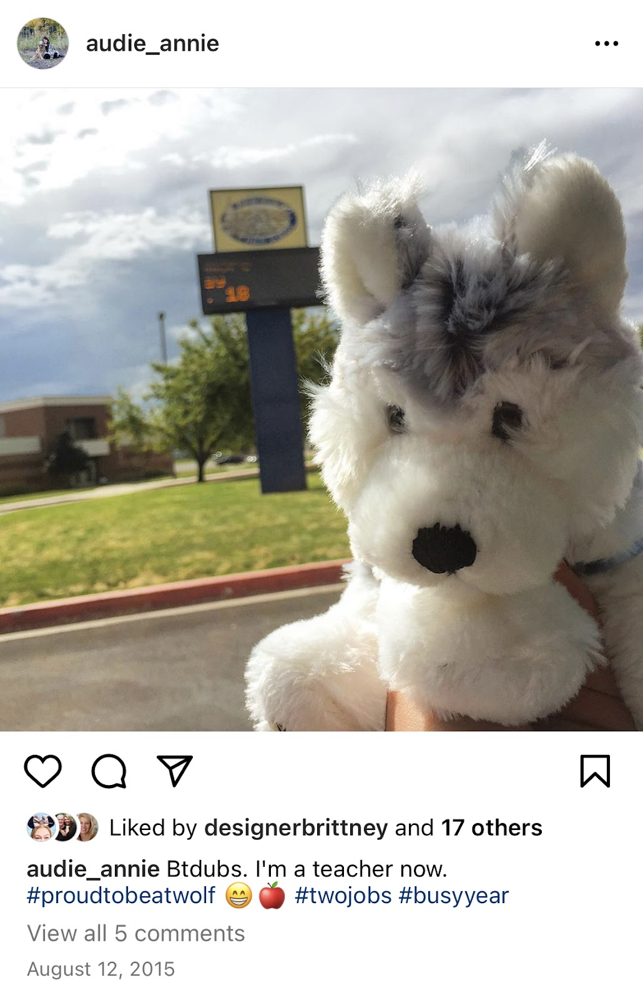 audie_annie
18
Liked by designerbrittney and 17 others
audie_annie Btdubs. I'm a teacher now.
#proudtobeatwolf 😁🍎 #twojobs #busyyear
View all 5 comments
August 12, 2015